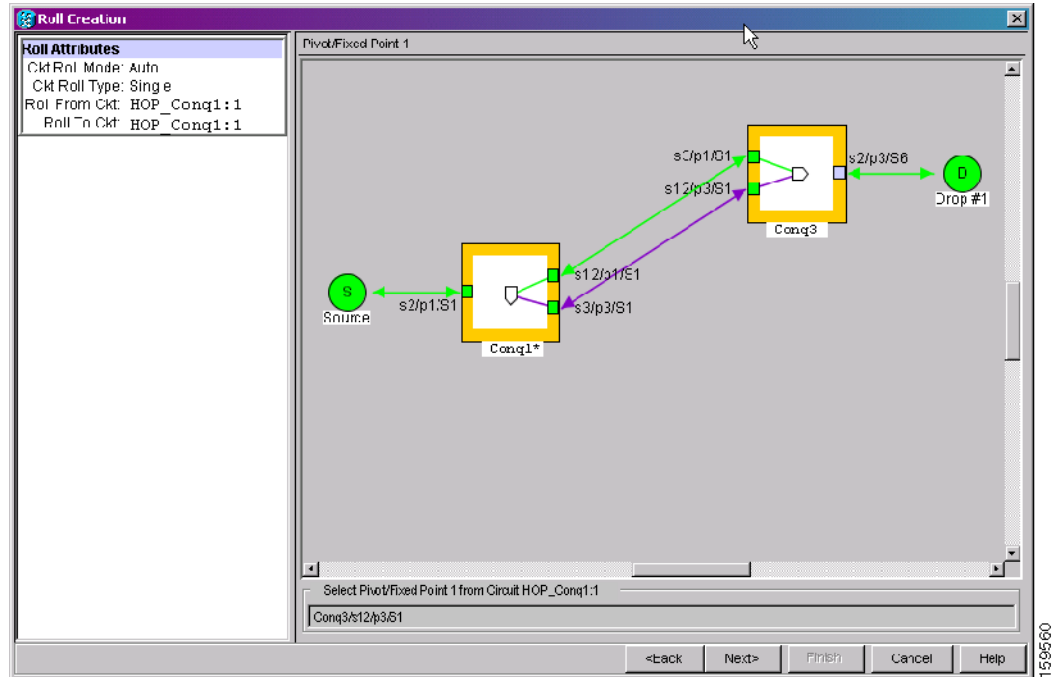 Roll Creation
Roll Attributes
Ckt Roll Mode: Auto
Ckt Roll Type: Single
Roll From Ckt: HOP_Conq1:1
Roll To Ckt: HOP_Conq1:1
Pivot/Fixed Point 1
s3/p1/S1
s12/p3/S1
s2/p3/S6
D
Drop #1
Conq3
S
Source
s2/p1/S1
s12/p1/S1
s3/p3/S1
Conq1*
Select Pivot/Fixed Point 1 from Circuit HOP_Conq1:1
Conq3/s12/p3/S1
<Back
Next>
Finish
Cancel
Help
159560